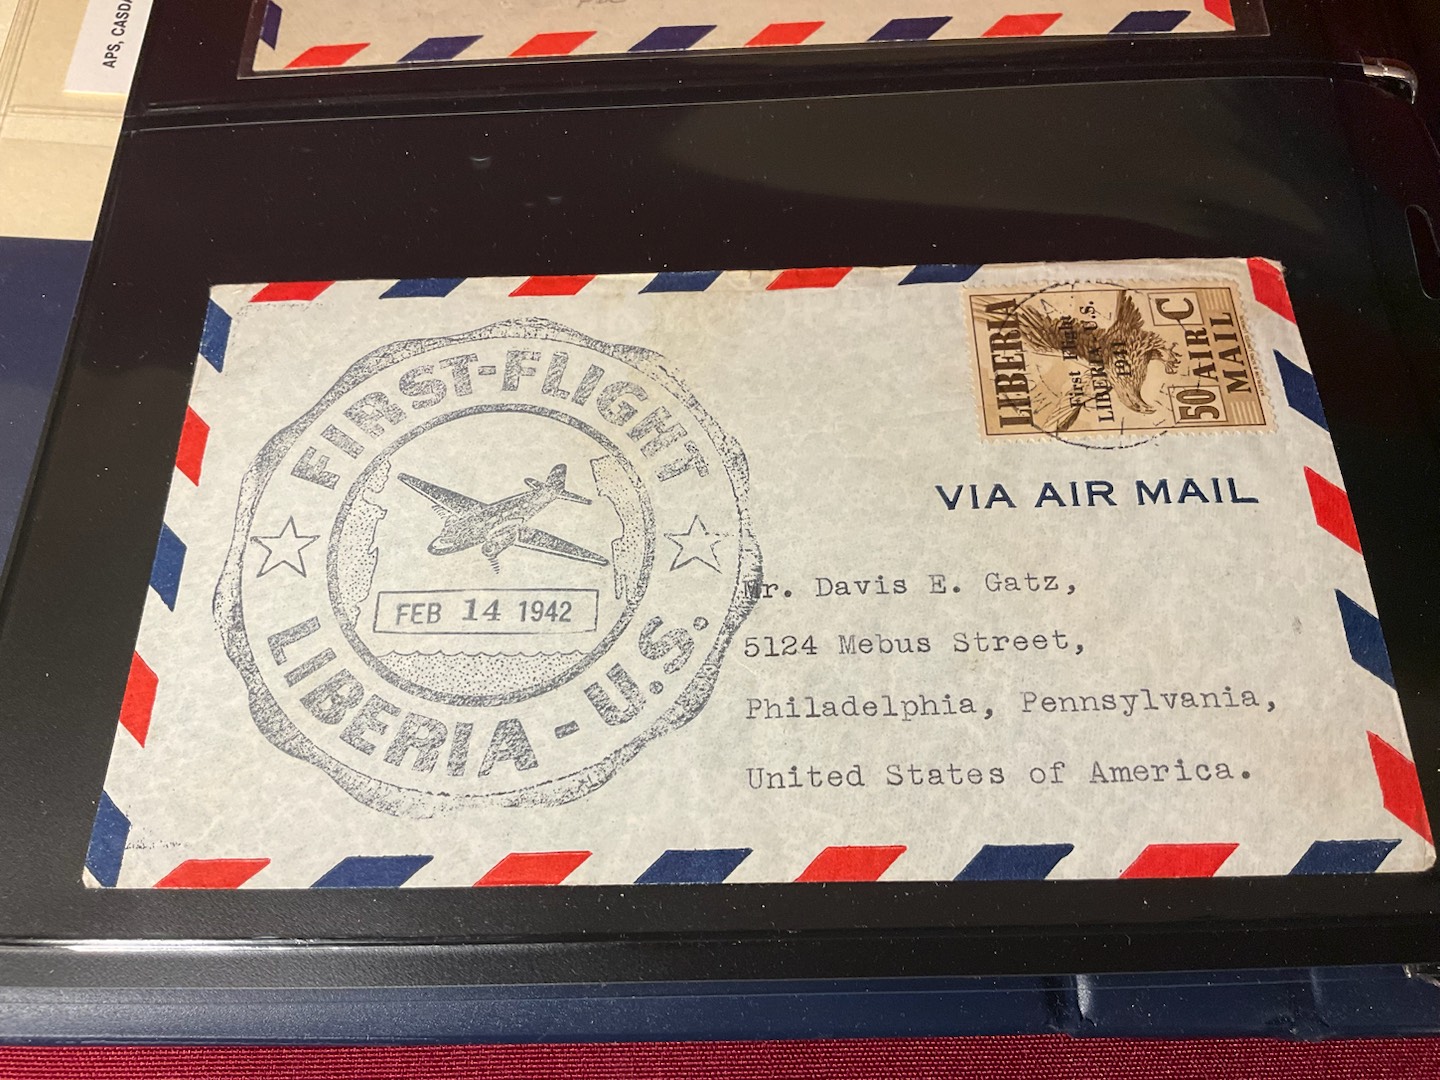 APS, CASDA
FIRST-FLIGHT
FEB 14 1942
LIBERIA-U.S.
LIBERIA
First Flight
LIBERIA - U.S.
1941
50 C
AIR
MAIL
VIA AIR MAIL
Mr. Davis E. Gatz,
5124 Mebus Street,
Philadelphia, Pennsylvania,
United States of America.